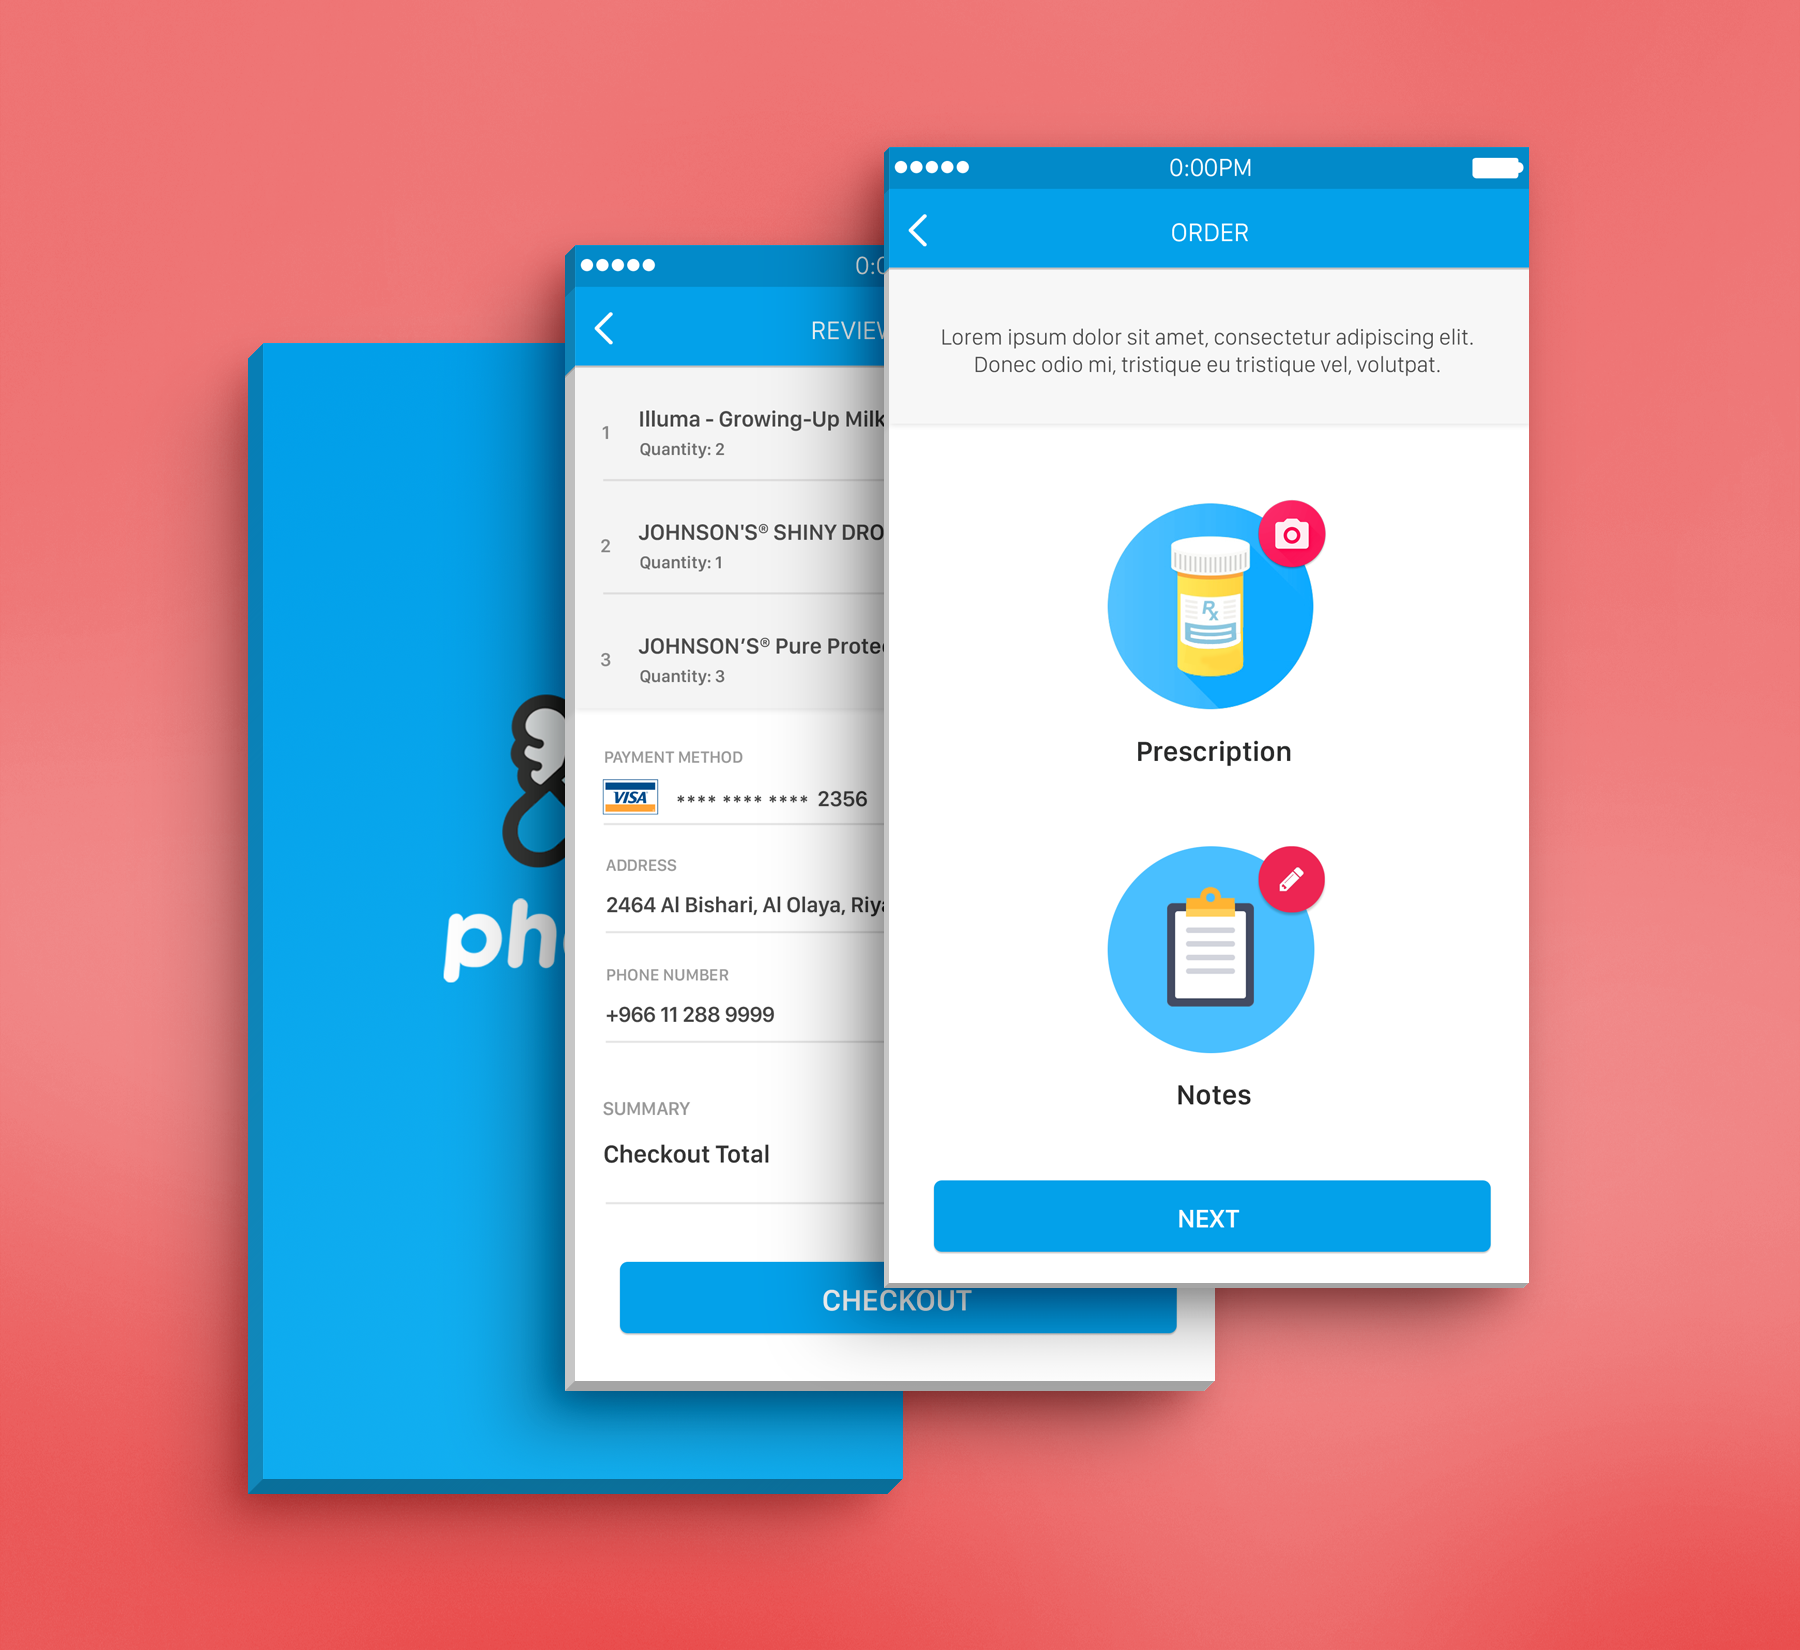 0:00PM
ORDER
Lorem ipsum dolor sit amet, consectetur adipiscing elit.
Donec odio mi, tristique eu tristique vel, volutpat.
Rx
Prescription
Notes
NEXT
REVIEW
1
Illuma - Growing-Up Milk
Quantity: 2
2
JOHNSON'S® SHINY DRO
Quantity: 1
3
JOHNSON’S® Pure Prote
Quantity: 3
PAYMENT METHOD
VISA **** **** **** 2356
ADDRESS
2464 Al Bishari, Al Olaya, Riy
PHONE NUMBER
+966 11 288 9999
SUMMARY
Checkout Total
CHECKOUT
ph